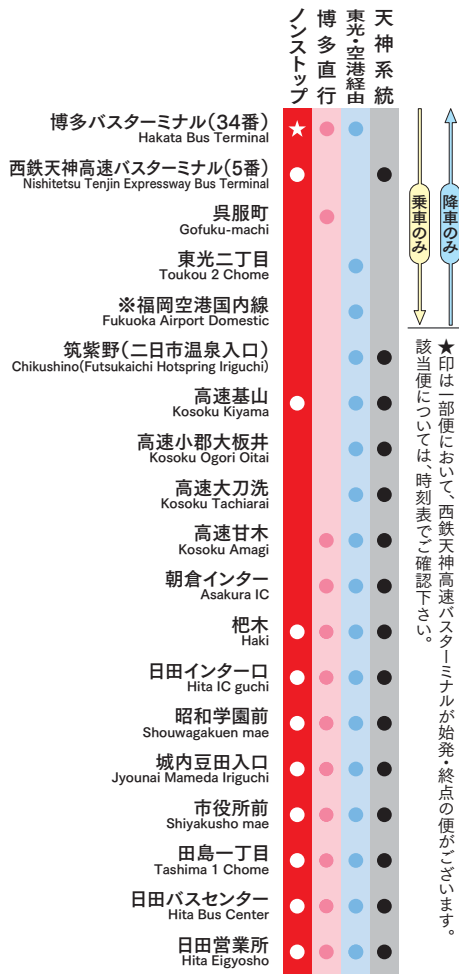 ノンストップ
博多直行
東光・空港経由
天神系統
博多バスターミナル(34番)
Hakata Bus Terminal
西鉄天神高速バスターミナル(5番)
Nishitetsu Tenjin Expressway Bus Terminal
呉服町
Gofuku-machi
東光二丁目
Toukou 2 Chome
※福岡空港国内線
Fukuoka Airport Domestic
筑紫野(二日市温泉入口)
Chikushino(Futsukaichi Hotspring Iriguchi)
高速基山
Kosoku Kiyama
高速小郡大板井
Kosoku Ogori Oitai
高速大刀洗
Kosoku Tachiarai
高速甘木
Kosoku Amagi
朝倉インター
Asakura IC
杷木
Haki
日田インター口
Hita IC guchi
昭和学園前
Shouwagakuen mae
城内豆田入口
Jyounai Mameda Iriguchi
市役所前
Shiyakusho mae
田島一丁目
Tashima 1 Chome
日田バスセンター
Hita Bus Center
日田営業所
Hita Eigyosho
乗車のみ
降車のみ
★印は一部便において、西鉄天神高速バスターミナルが始発・終点の便がございます。
該当便については、時刻表でご確認下さい。